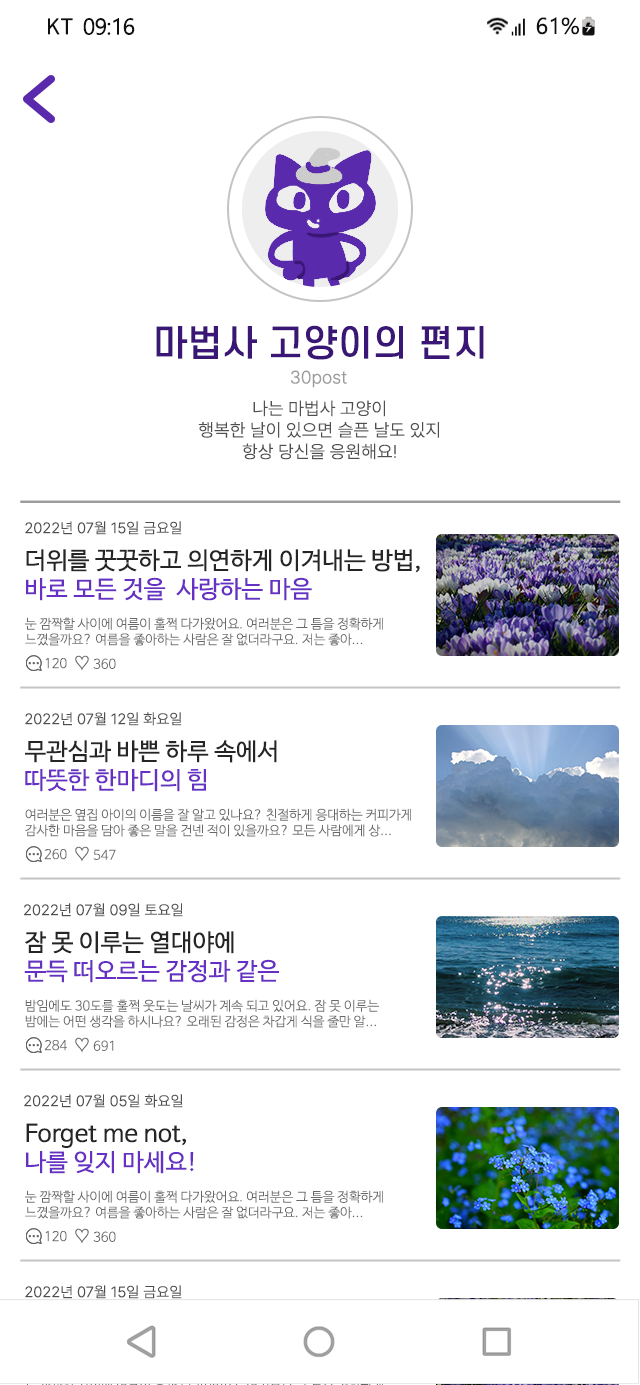 KT 09:16
61%
마법사 고양이의 편지
30post
나는 마법사 고양이
행복한 날이 있으면 슬픈 날도 있지
항상 당신을 응원해요!
2022년 07월 15일 금요일
더위를 꿋꿋하고 의연하게 이겨내는 방법,
바로 모든 것을 사랑하는 마음
눈 깜짝할 사이에 여름이 훌쩍 다가왔어요. 여러분은 그 틈을 정확하게
느꼈을까요? 여름을 좋아하는 사람은 잘 없더라구요. 저는 좋아...
120 360
2022년 07월 12일 화요일
무관심과 바쁜 하루 속에서
따뜻한 한마디의 힘
여러분은 옆집 아이의 이름을 잘 알고 있나요? 친절하게 응대하는 커피가게
감사한 마음을 담아 좋은 말을 건넨 적이 있을까요? 모든 사람에게 상...
260 547
2022년 07월 09일 토요일
잠 못 이루는 열대야에
문득 떠오르는 감정과 같은
밤임에도 30도를 훌쩍 웃도는 날씨가 계속 되고 있어요. 잠 못 이루는
밤에는 어떤 생각을 하시나요? 오래된 감정은 차갑게 식을 줄만 알...
284 691
2022년 07월 05일 화요일
Forget me not,
나를 잊지 마세요!
눈 깜짝할 사이에 여름이 훌쩍 다가왔어요. 여러분은 그 틈을 정확하게
느꼈을까요? 여름을 좋아하는 사람은 잘 없더라구요. 저는 좋아...
120 360
2022년 07월 15일 금요일